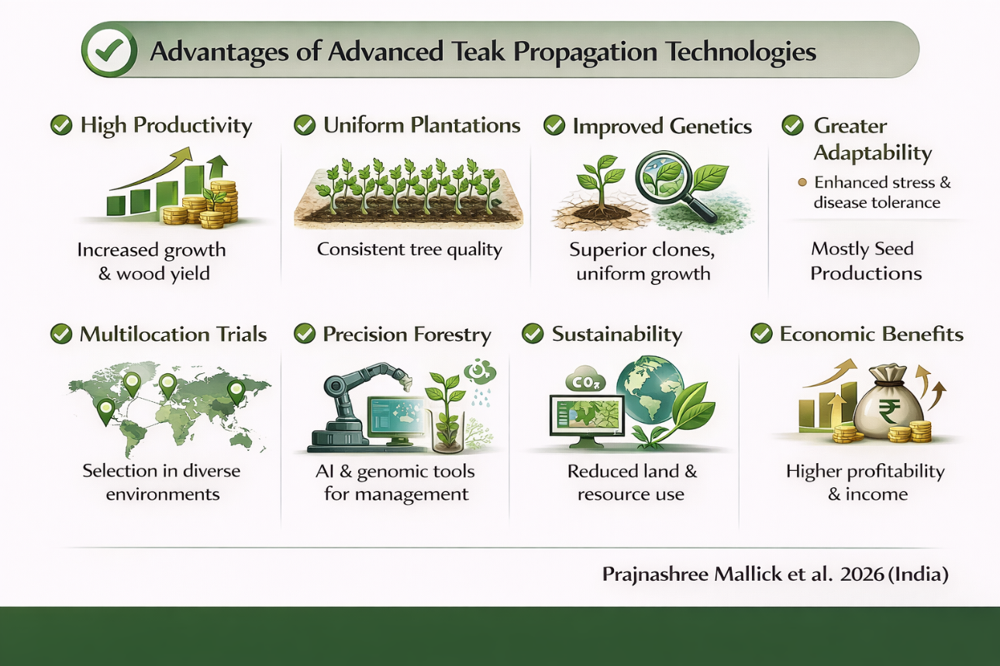 Advantages of Advanced Teak Propagation Technologies
High Productivity
Increased growth
& wood yield
Uniform Plantations
Consistent tree quality
Improved Genetics
Superior clones,
uniform growth
Greater
Adaptability
Enhanced stress &
disease tolerance
Mostly Seed
Productions
Multilocation Trials
Selection in diverse
environments
Precision Forestry
AI & genomic tools
for management
Sustainability
CO₂
Reduced land &
resource use
Economic Benefits
₹
Higher profitability
& income
Prajnashree Mallick et al. 2026 (India)